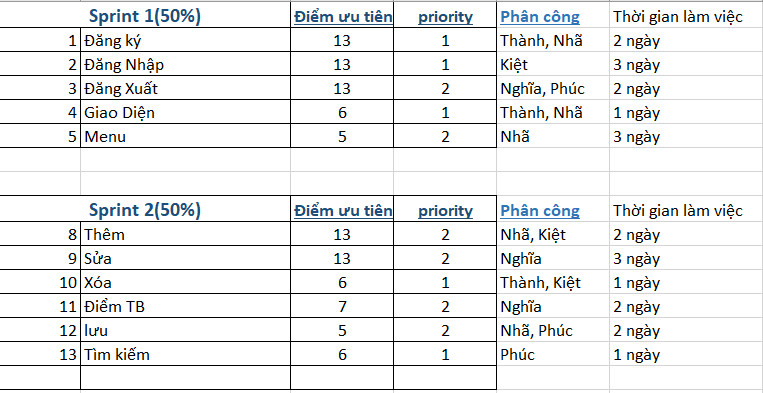 Sprint 1(50%) Điểm ưu tiên priority Phân công Thời gian làm việc
1 Đăng ký 13 1 Thành, Nhã 2 ngày
2 Đăng Nhập 13 1 Kiệt 3 ngày
3 Đăng Xuất 13 2 Nghĩa, Phúc 2 ngày
4 Giao Diện 6 1 Thành, Nhã 1 ngày
5 Menu 5 2 Nhã 3 ngày
Sprint 2(50%) Điểm ưu tiên priority Phân công Thời gian làm việc
8 Thêm 13 2 Nhã, Kiệt 2 ngày
9 Sửa 13 2 Nghĩa 3 ngày
10 Xóa 6 1 Thành, Kiệt 1 ngày
11 Điểm TB 7 2 Nghĩa 2 ngày
12 lưu 5 2 Nhã, Phúc 2 ngày
13 Tìm kiếm 6 1 Phúc 1 ngày